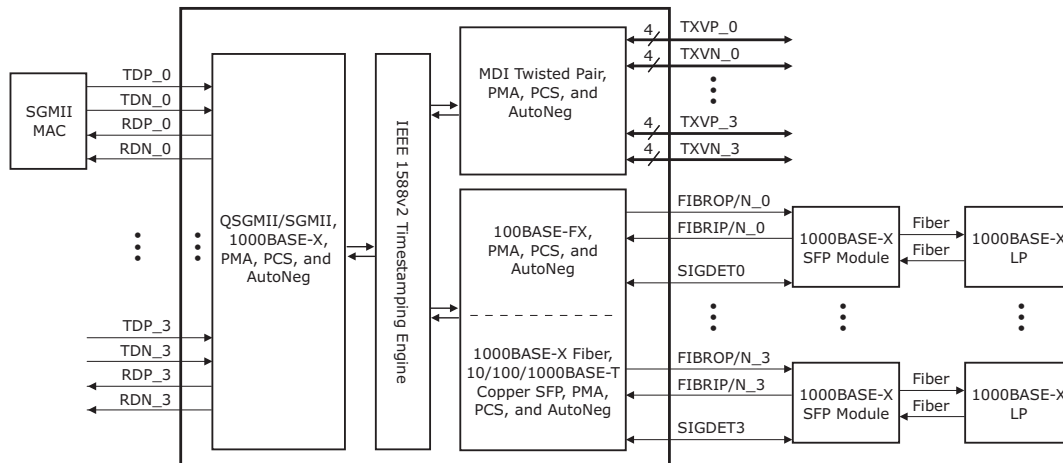 SGMII
MAC
TDP_0
TDN_0
RDP_0
RDN_0
TDP_3
TDN_3
RDP_3
RDN_3
QSGMII/SGMII,
1000BASE-X,
PMA, PCS, and
AutoNeg
IEEE 1588v2 Timestamping Engine
MDI Twisted Pair,
PMA, PCS, and
AutoNeg
4
TXVP_0
4
TXVN_0
4
TXVP_3
4
TXVN_3
100BASE-FX,
PMA, PCS, and
AutoNeg
1000BASE-X Fiber,
10/100/1000BASE-T
Copper SFP, PMA,
PCS, and AutoNeg
FIBROP/N_0
FIBRIP/N_0
SIGDET0
1000BASE-X
SFP Module
Fiber
Fiber
1000BASE-X
LP
FIBROP/N_3
FIBRIP/N_3
SIGDET3
1000BASE-X
SFP Module
Fiber
Fiber
1000BASE-X
LP